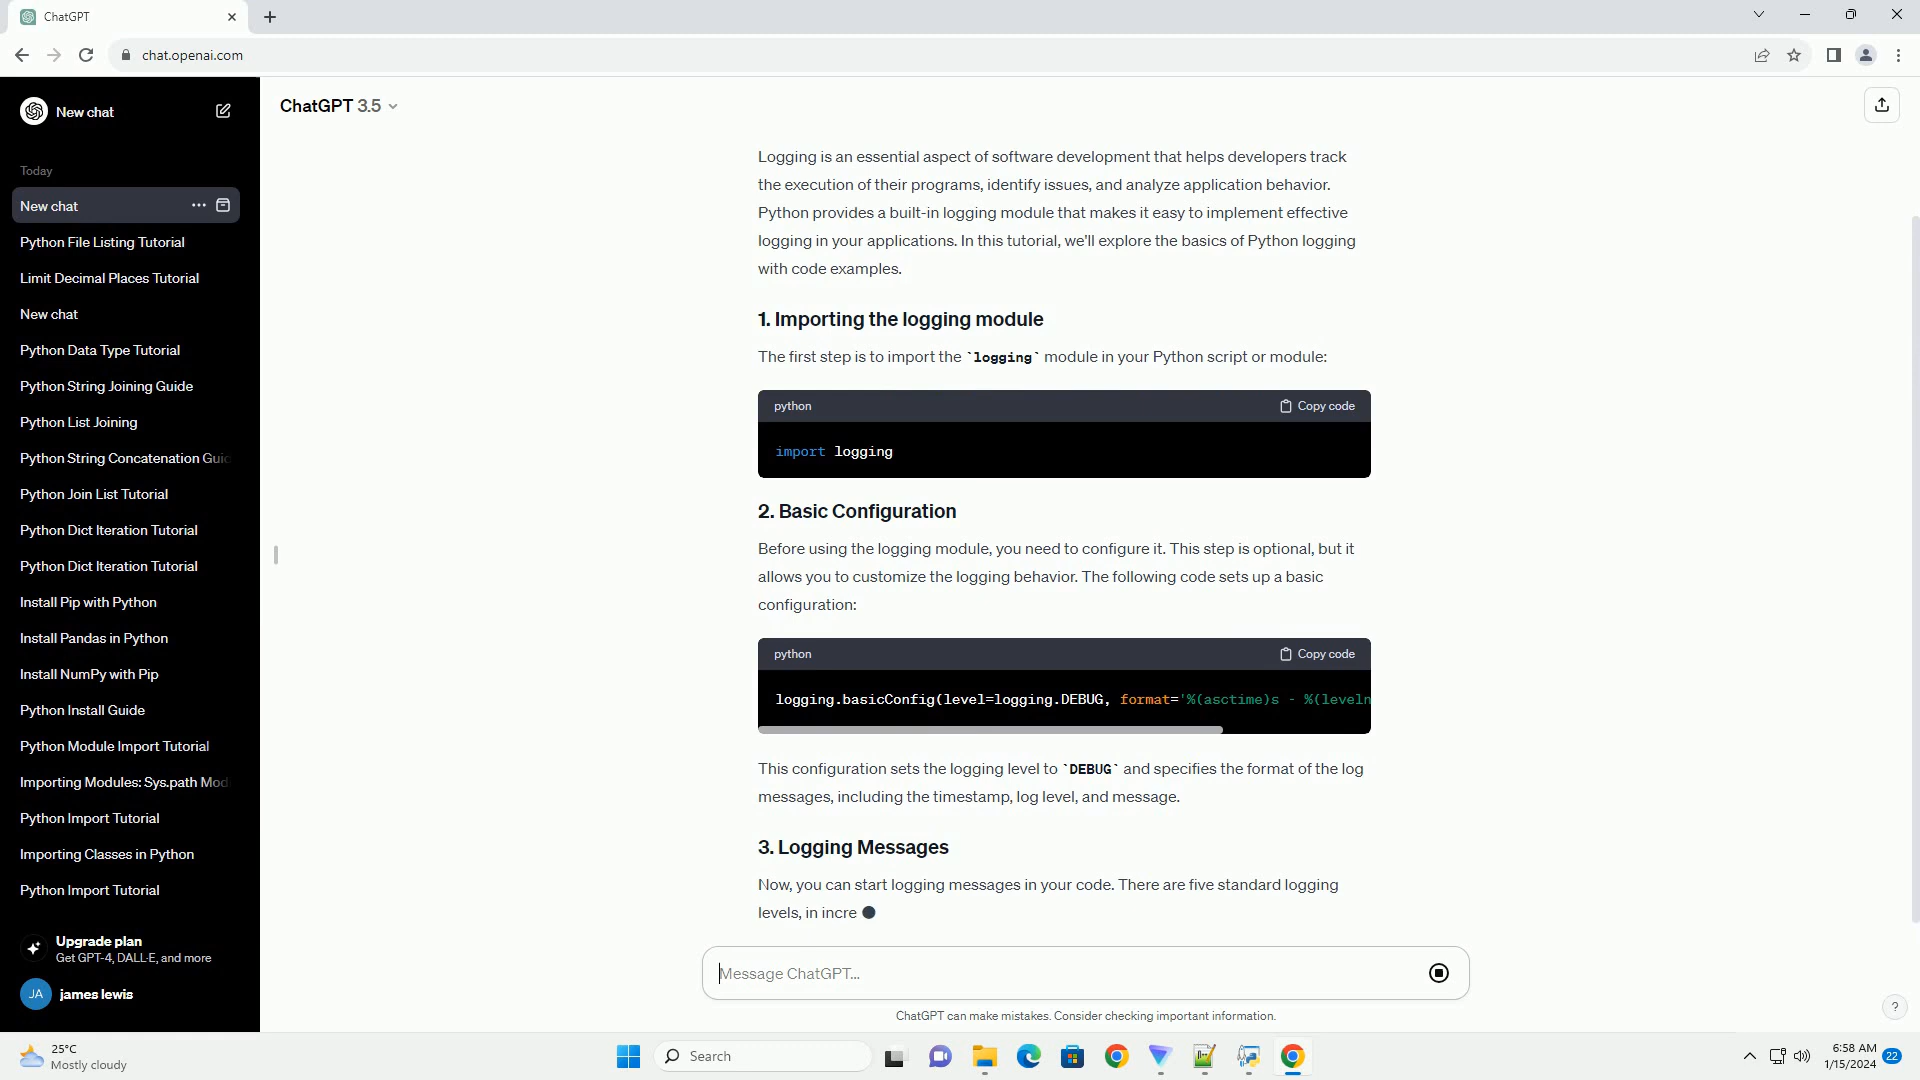 ChatGPT
chat.openai.com
New chat
Today
New chat
Python File Listing Tutorial
Limit Decimal Places Tutorial
New chat
Python Data Type Tutorial
Python String Joining Guide
Python List Joining
Python String Concatenation Guid
Python Join List Tutorial
Python Dict Iteration Tutorial
Python Dict Iteration Tutorial
Install Pip with Python
Install Pandas in Python
Install NumPy with Pip
Python Install Guide
Python Module Import Tutorial
Importing Modules: Sys.path Mod
Python Import Tutorial
Importing Classes in Python
Python Import Tutorial
Upgrade plan
Get GPT-4, DALL·E, and more
JA james lewis
ChatGPT 3.5
Logging is an essential aspect of software development that helps developers track
the execution of their programs, identify issues, and analyze application behavior.
Python provides a built-in logging module that makes it easy to implement effective
logging in your applications. In this tutorial, we'll explore the basics of Python logging
with code examples.
1. Importing the logging module
The first step is to import the `logging` module in your Python script or module:
python Copy code
import logging
2. Basic Configuration
Before using the logging module, you need to configure it. This step is optional, but it
allows you to customize the logging behavior. The following code sets up a basic
configuration:
python Copy code
logging.basicConfig(level=logging.DEBUG, format='%(asctime)s - %(leveln
This configuration sets the logging level to `DEBUG` and specifies the format of the log
messages, including the timestamp, log level, and message.
3. Logging Messages
Now, you can start logging messages in your code. There are five standard logging
levels, in incre
Message ChatGPT...
ChatGPT can make mistakes. Consider checking important information.
?
25°C
Mostly cloudy
Search
6:58 AM
1/15/2024
22